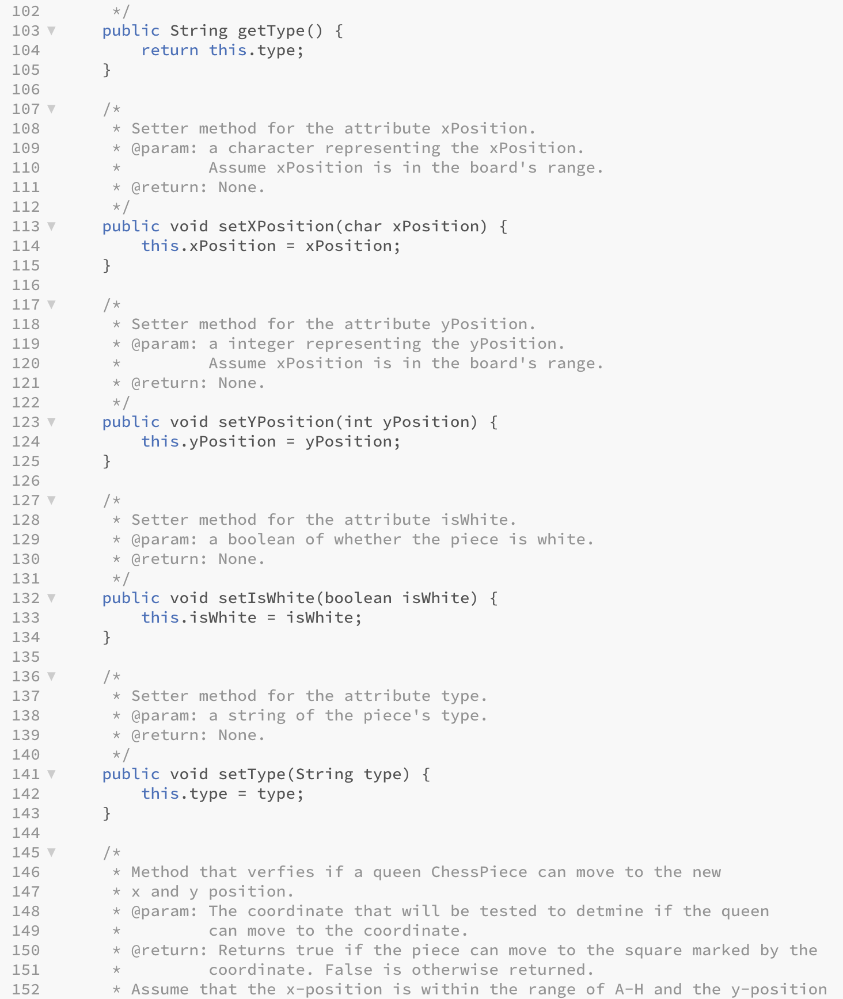 102         */
103 ▼     public String getType() {
104             return this.type;
105         }
106
107 ▼     /*
108          * Setter method for the attribute xPosition.
109          * @param: a character representing the xPosition.
110          *         Assume xPosition is in the board's range.
111          * @return: None.
112          */
113 ▼     public void setXPosition(char xPosition) {
114             this.xPosition = xPosition;
115         }
116
117 ▼     /*
118          * Setter method for the attribute yPosition.
119          * @param: a integer representing the yPosition.
120          *         Assume xPosition is in the board's range.
121          * @return: None.
122          */
123 ▼     public void setYPosition(int yPosition) {
124             this.yPosition = yPosition;
125         }
126
127 ▼     /*
128          * Setter method for the attribute isWhite.
129          * @param: a boolean of whether the piece is white.
130          * @return: None.
131          */
132 ▼     public void setIsWhite(boolean isWhite) {
133             this.isWhite = isWhite;
134         }
135
136 ▼     /*
137          * Setter method for the attribute type.
138          * @param: a string of the piece's type.
139          * @return: None.
140          */
141 ▼     public void setType(String type) {
142             this.type = type;
143         }
144
145 ▼     /*
146          * Method that verfies if a queen ChessPiece can move to the new
147          * x and y position.
148          * @param: The coordinate that will be tested to detmine if the queen
149          *         can move to the coordinate.
150          * @return: Returns true if the piece can move to the square marked by the
151          *         coordinate. False is otherwise returned.
152          * Assume that the x-position is within the range of A-H and the y-position